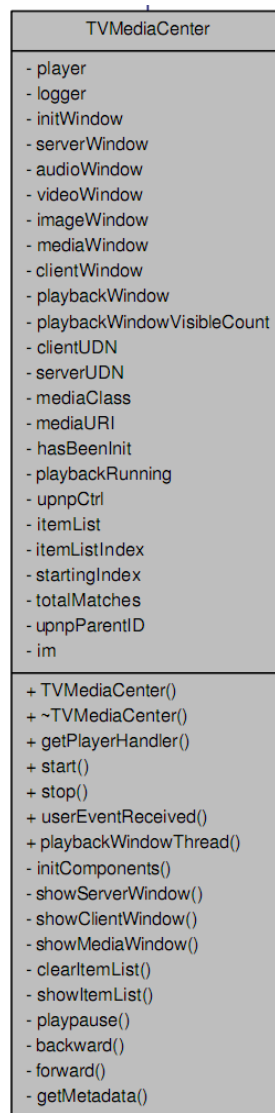 TVMediaCenter
- player
- logger
- initWindow
- serverWindow
- audioWindow
- videoWindow
- imageWindow
- mediaWindow
- clientWindow
- playbackWindow
- playbackWindowVisibleCount
- clientUDN
- serverUDN
- mediaClass
- mediaURI
- hasBeenInit
- playbackRunning
- upnpCtrl
- itemList
- itemListIndex
- startingIndex
- totalMatches
- upnpParentID
- im
+ TVMediaCenter()
+ ~TVMediaCenter()
+ getPlayerHandler()
+ start()
+ stop()
+ userEventReceived()
+ playbackWindowThread()
- initComponents()
- showServerWindow()
- showClientWindow()
- showMediaWindow()
- clearItemList()
- showItemList()
- playpause()
- backward()
- forward()
- getMetadata()